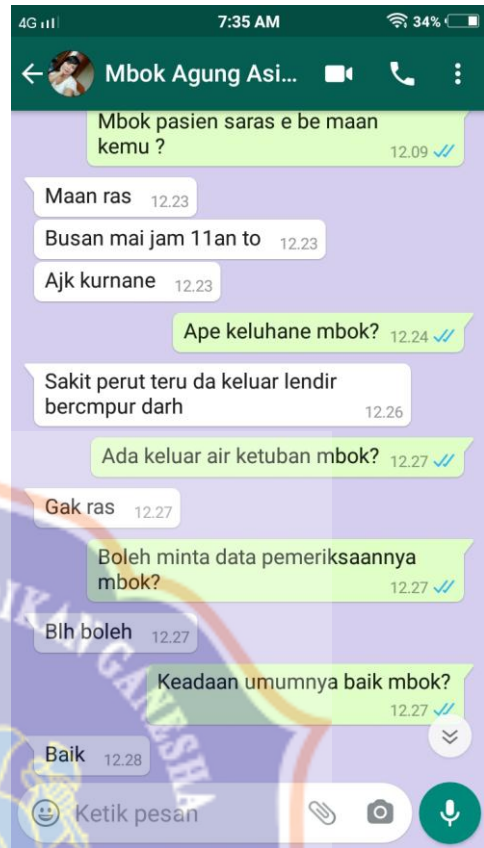 4G 7:35 AM 34%
Mbok Agung Asi...
Mbok pasien saras e be maan
kemu ?
12.09
Maan ras 12.23
Busan mai jam 11an to 12.23
Ajk kurnane 12.23
Ape keluhane mbok? 12.24
Sakit perut teru da keluar lendir
bercmpur darh 12.26
Ada keluar air ketuban mbok? 12.27
Gak ras 12.27
Boleh minta data pemeriksaannya
mbok? 12.27
Blh boleh 12.27
Keadaan umumnya baik mbok?
12.27
Baik 12.28
Ketik pesan
IKAN GANESHA